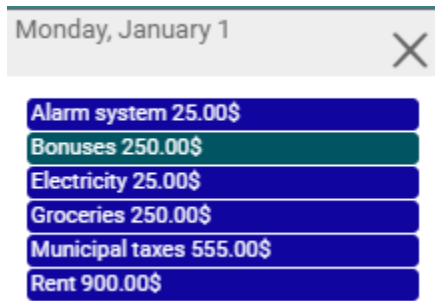 Monday, January 1
Alarm system 25.00$
Bonuses 250.00$
Electricity 25.00$
Groceries 250.00$
Municipal taxes 555.00$
Rent 900.00$